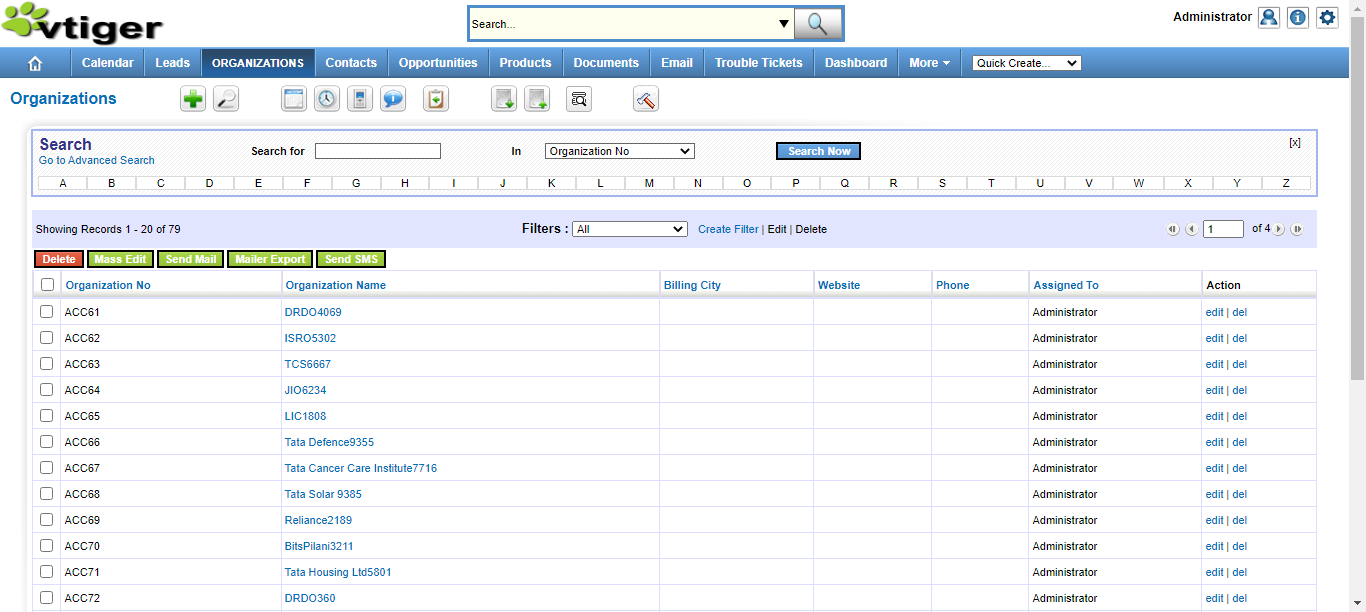 vtiger
Search...
Administrator
Calendar Leads ORGANIZATIONS Contacts Opportunities Products Documents Email Trouble Tickets Dashboard More Quick Create...
Organizations
Search
Go to Advanced Search
Search for In Organization No Search Now [x]
A B C D E F G H I J K L M N O P Q R S T U V W X Y Z
Showing Records 1 - 20 of 79 Filters : All Create Filter | Edit | Delete 1 of 4
Delete Mass Edit Send Mail Mailer Export Send SMS
Organization No Organization Name Billing City Website Phone Assigned To Action
ACC61 DRDO4069 Administrator edit | del
ACC62 ISRO5302 Administrator edit | del
ACC63 TCS6667 Administrator edit | del
ACC64 JIO6234 Administrator edit | del
ACC65 LIC1808 Administrator edit | del
ACC66 Tata Defence9355 Administrator edit | del
ACC67 Tata Cancer Care Institute7716 Administrator edit | del
ACC68 Tata Solar 9385 Administrator edit | del
ACC69 Reliance2189 Administrator edit | del
ACC70 BitsPilani3211 Administrator edit | del
ACC71 Tata Housing Ltd5801 Administrator edit | del
ACC72 DRDO360 Administrator edit | del